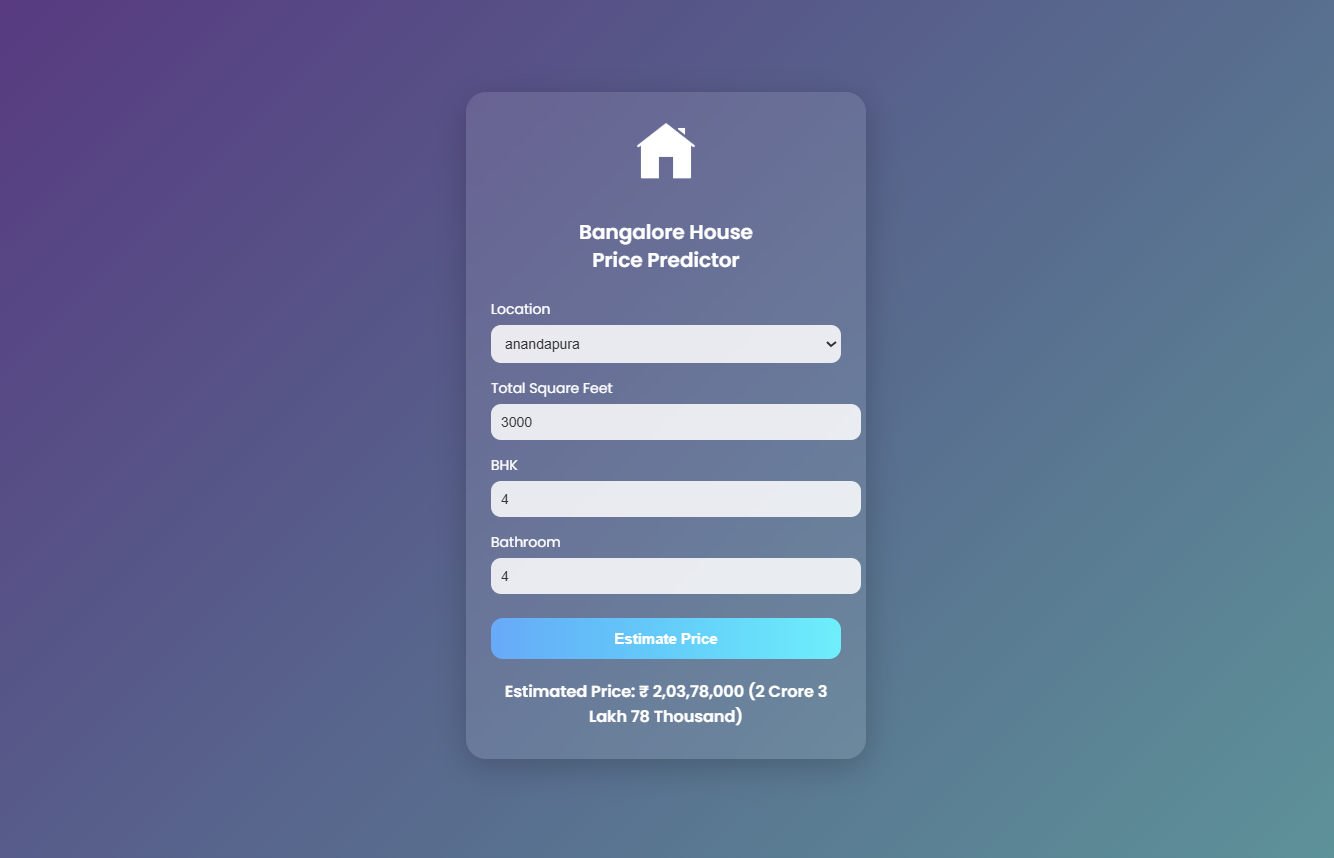 Bangalore House
Price Predictor
Location
anandapura
Total Square Feet
3000
BHK
4
Bathroom
4
Estimate Price
Estimated Price: ₹ 2,03,78,000 (2 Crore 3
Lakh 78 Thousand)